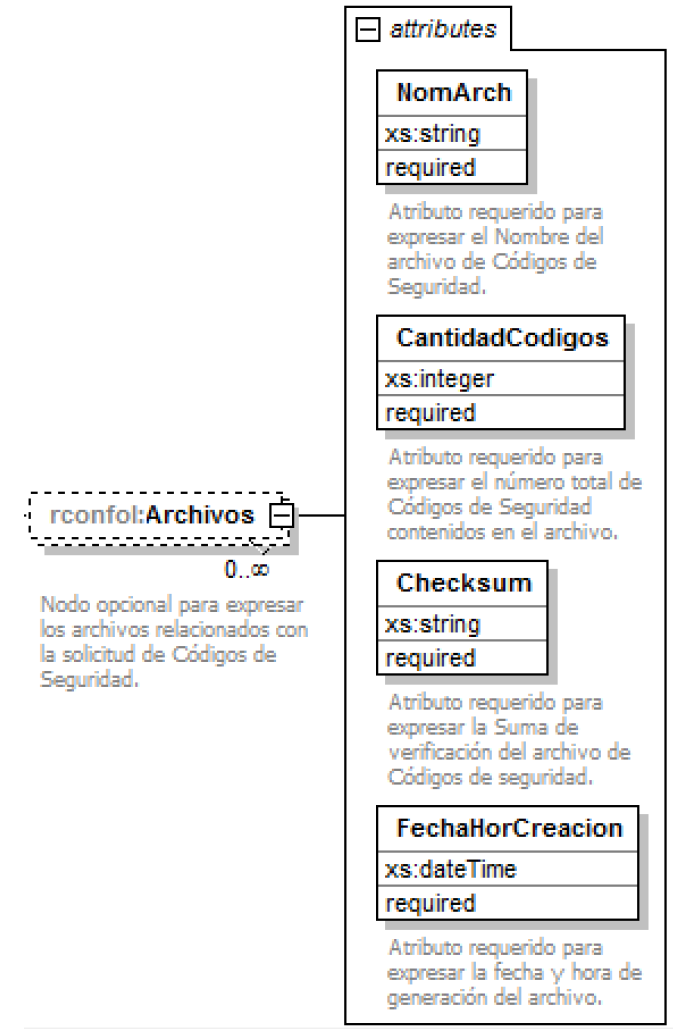 attributes
NomArch
xs:string
required
Atributo requerido para
expresar el Nombre del
archivo de Códigos de
Seguridad.
CantidadCodigos
xs:integer
required
Atributo requerido para
expresar el número total de
Códigos de Seguridad
contenidos en el archivo.
rconfol:Archivos
0..∞
Nodo opcional para expresar
los archivos relacionados con
la solicitud de Códigos de
Seguridad.
Checksum
xs:string
required
Atributo requerido para
expresar la Suma de
verificación del archivo de
Códigos de seguridad.
FechaHorCreacion
xs:dateTime
required
Atributo requerido para
expresar la fecha y hora de
generación del archivo.